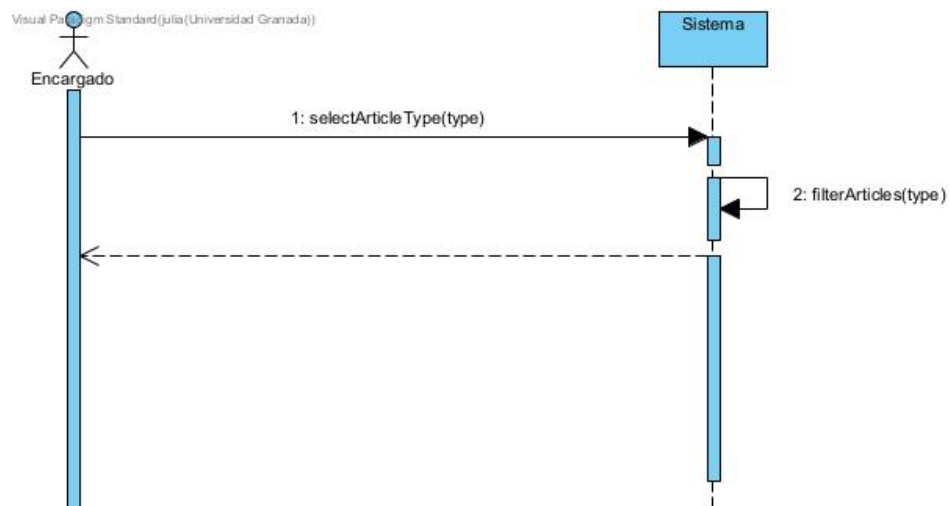 Visual Paradigm Standard(julia(Universidad Granada))
Sistema
Encargado
1: selectArticleType(type)
2: filterArticles(type)